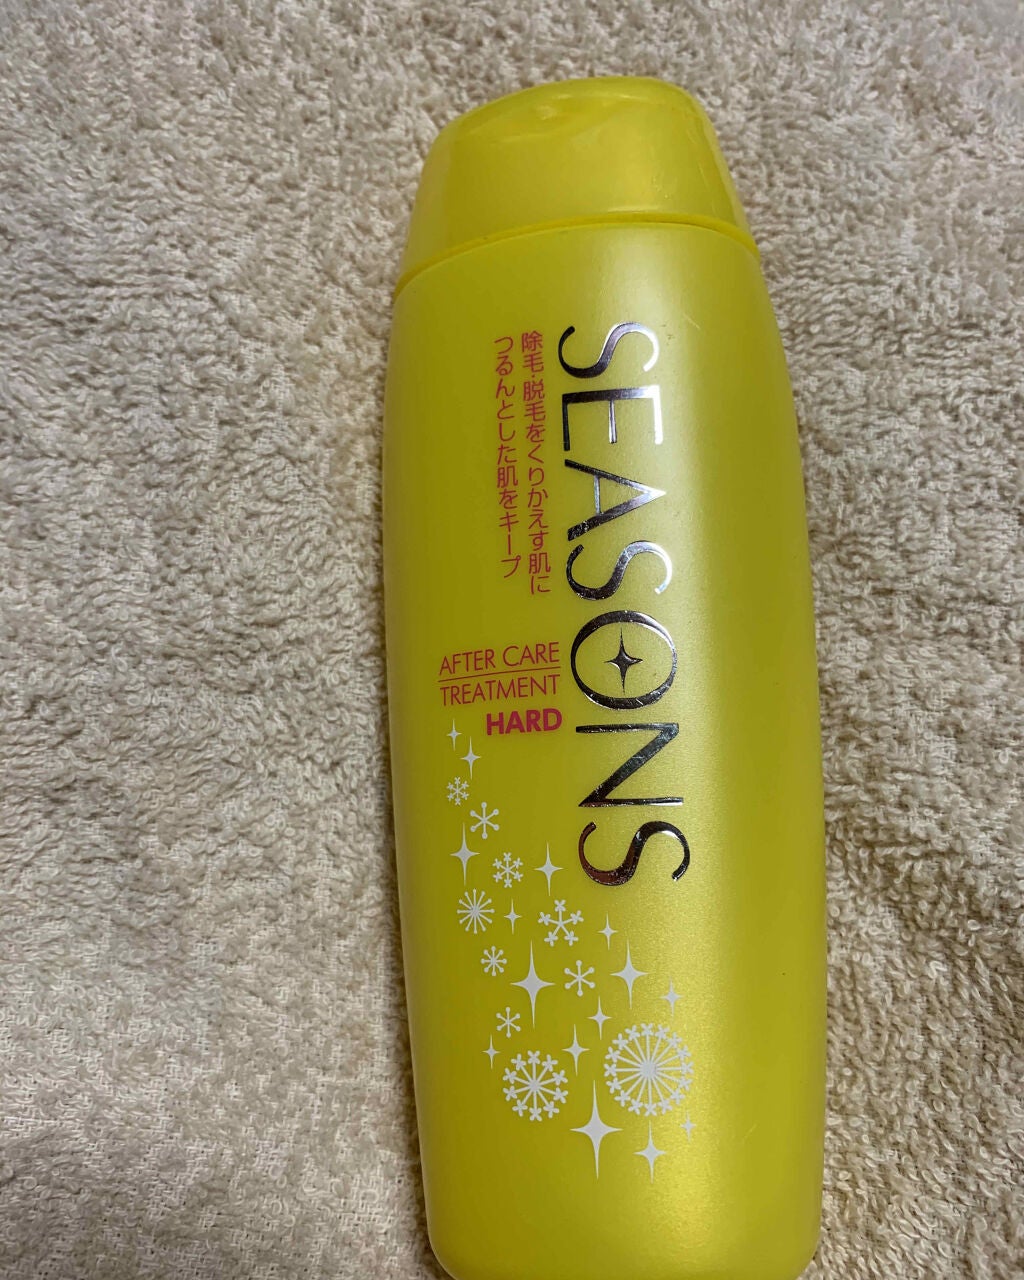 SEASONS
除毛・脱毛をくりかえす肌に
つるんとした肌をキープ
AFTER CARE
TREATMENT
HARD